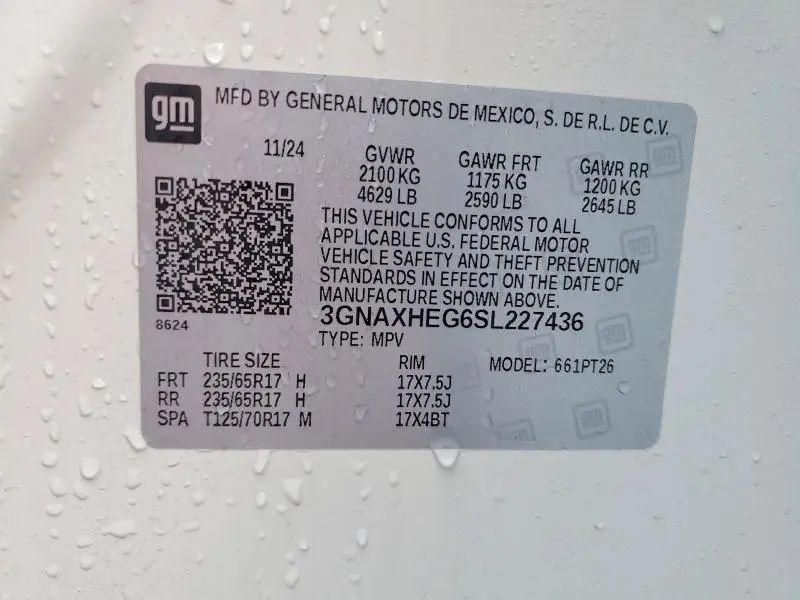 gm MFD BY GENERAL MOTORS DE MEXICO, S. DE R.L. DE C.V.
11/24 GVWR GAWR FRT GAWR RR
2100 KG 1175 KG 1200 KG
4629 LB 2590 LB 2645 LB
THIS VEHICLE CONFORMS TO ALL
APPLICABLE U.S. FEDERAL MOTOR
VEHICLE SAFETY AND THEFT PREVENTION
STANDARDS IN EFFECT ON THE DATE OF
MANUFACTURE SHOWN ABOVE.
8624 3GNAXHEG6SL227436
TYPE: MPV
TIRE SIZE RIM MODEL: 661PT26
FRT 235/65R17 H 17X7.5J
RR 235/65R17 H 17X7.5J
SPA T125/70R17 M 17X4BT